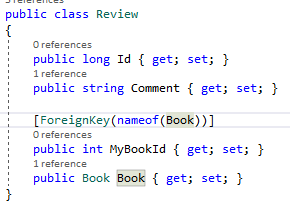 public class Review
{
0 references
public long Id { get; set; }
1 reference
public string Comment { get; set; }
[ForeignKey(nameof(Book))]
0 references
public int MyBookId { get; set; }
1 reference
public Book Book { get; set; }
}